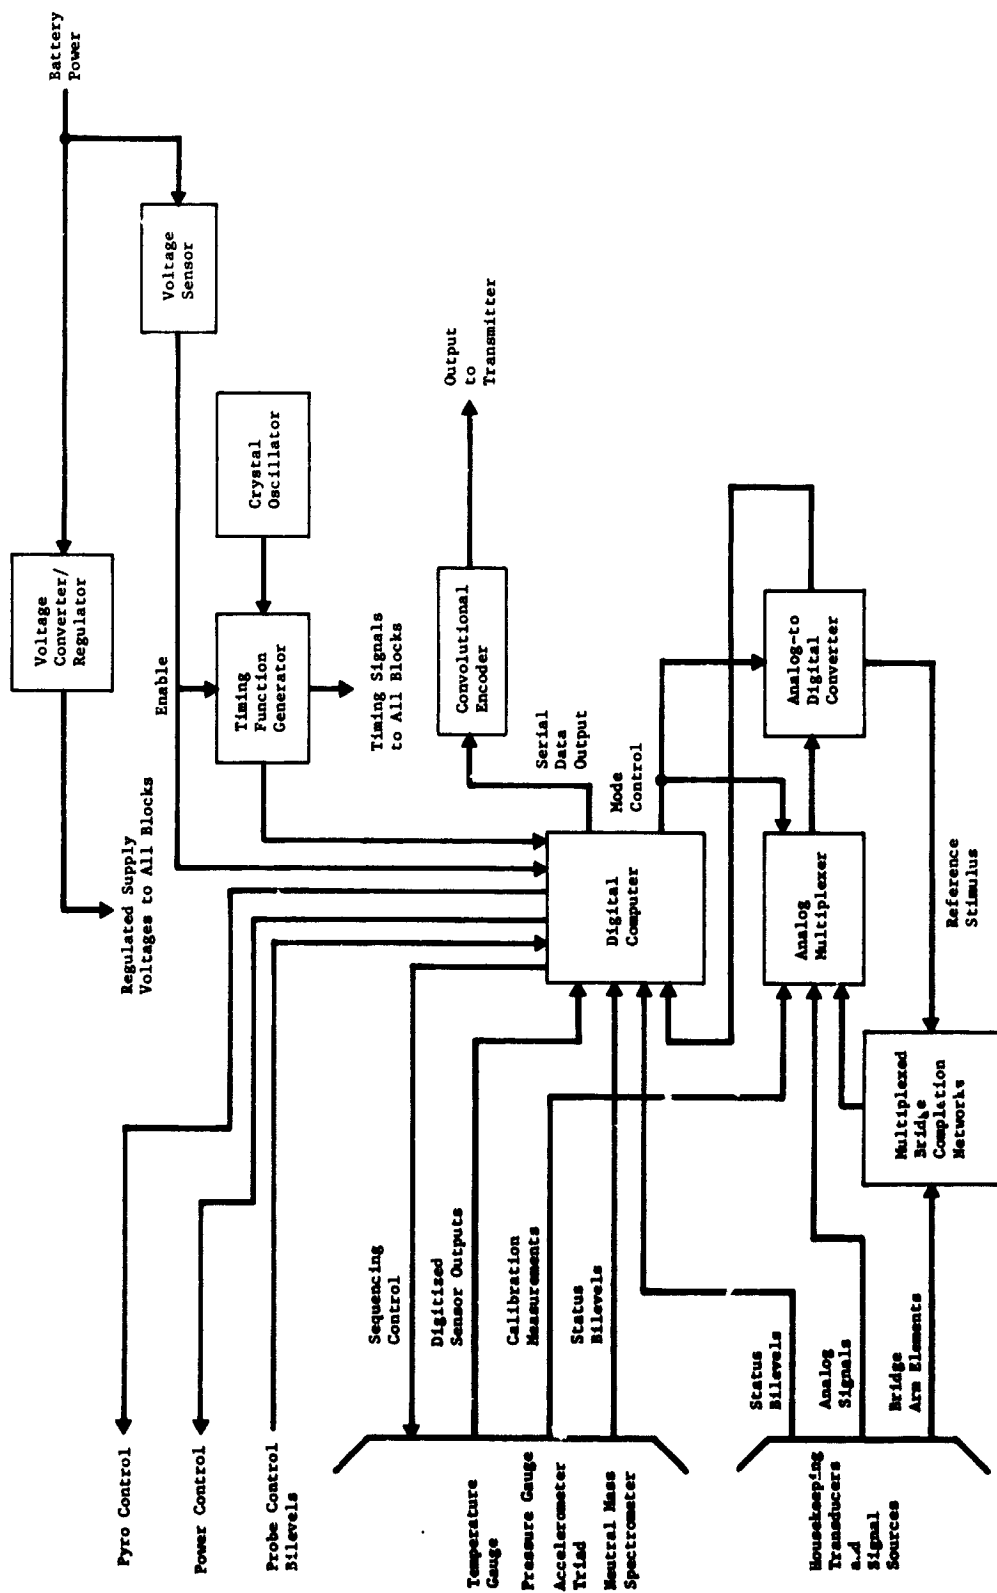 Battery
Power
Voltage
Converter/
Regulator
Regulated Supply
Voltages to All Blocks
Voltage
Sensor
Enable
Crystal
Oscillator
Timing
Function
Generator
Timing Signals
to All Blocks
Output
to
Transmitter
Convolutional
Encoder
Serial
Data
Output
Mode
Control
Digital
Computer
Analog-to
Digital
Converter
Analog
Multiplexer
Reference
Stimulus
Multiplexed
Bridge
Completion
Networks
Pyro Control
Power Control
Probe Control
Bilevels
Sequencing
Control
Digitized
Sensor Outputs
Calibration
Measurements
Status
Bilevels
Temperature
Gauge
Pressure Gauge
Accelerometer
Triad
Neutral Mass
Spectrometer
Status
Bilevels
Analog
Signals
Bridge
Arm Elements
Housekeeping
Transducers
and
Signal
Sources